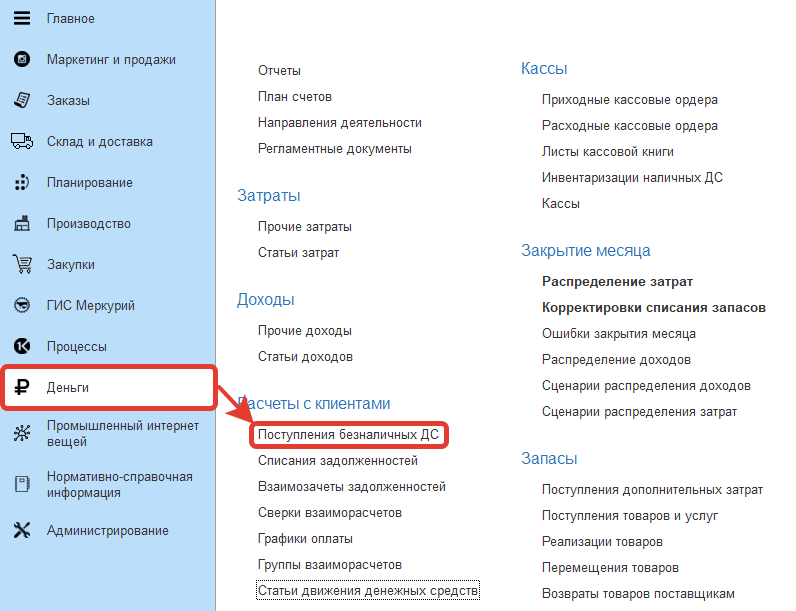 Главное
Маркетинг и продажи
Заказы
Склад и доставка
Планирование
Производство
Закупки
ГИС Меркурий
Процессы
Деньги
Промышленный интернет
вещей
Нормативно-справочная
информация
Администрирование
Отчеты
План счетов
Направления деятельности
Регламентные документы
Затраты
Прочие затраты
Статьи затрат
Доходы
Прочие доходы
Статьи доходов
Расчеты с клиентами
Поступления безналичных ДС
Списания задолженностей
Взаимозачеты задолженностей
Сверки взаиморасчетов
Графики оплаты
Группы взаиморасчетов
Статьи движения денежных средств
Кассы
Приходные кассовые ордера
Расходные кассовые ордера
Листы кассовой книги
Инвентаризации наличных ДС
Кассы
Закрытие месяца
Распределение затрат
Корректировки списания запасов
Ошибки закрытия месяца
Распределение доходов
Сценарии распределения доходов
Сценарии распределения затрат
Запасы
Поступления дополнительных затрат
Поступления товаров и услуг
Реализации товаров
Перемещения товаров
Возвраты товаров поставщикам